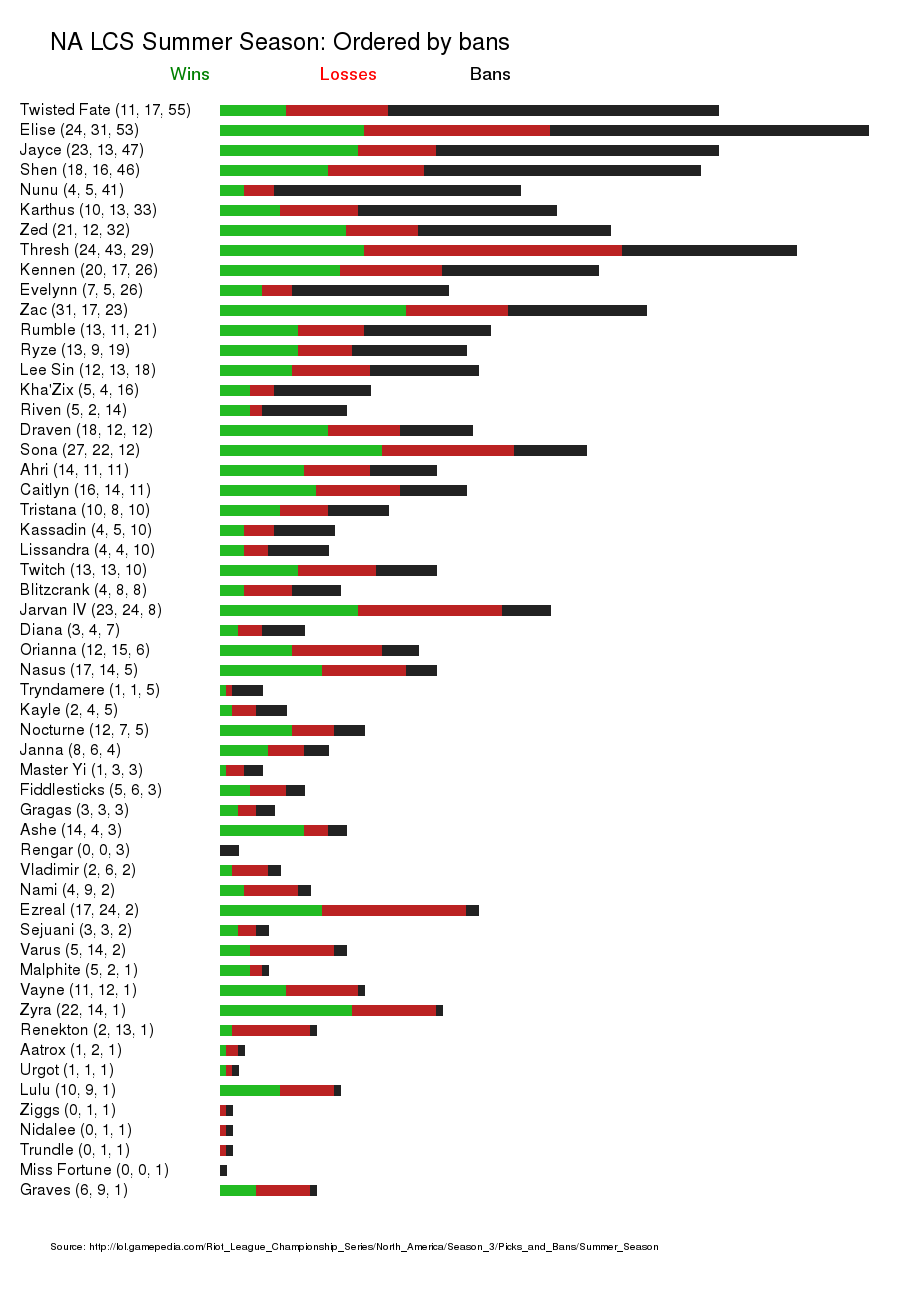 NA LCS Summer Season: Ordered by bans
Wins Losses Bans
Twisted Fate (11, 17, 55)
Elise (24, 31, 53)
Jayce (23, 13, 47)
Shen (18, 16, 46)
Nunu (4, 5, 41)
Karthus (10, 13, 33)
Zed (21, 12, 32)
Thresh (24, 43, 29)
Kennen (20, 17, 26)
Evelynn (7, 5, 26)
Zac (31, 17, 23)
Rumble (13, 11, 21)
Ryze (13, 9, 19)
Lee Sin (12, 13, 18)
Kha'Zix (5, 4, 16)
Riven (5, 2, 14)
Draven (18, 12, 12)
Sona (27, 22, 12)
Ahri (14, 11, 11)
Caitlyn (16, 14, 11)
Tristana (10, 8, 10)
Kassadin (4, 5, 10)
Lissandra (4, 4, 10)
Twitch (13, 13, 10)
Blitzcrank (4, 8, 8)
Jarvan IV (23, 24, 8)
Diana (3, 4, 7)
Orianna (12, 15, 6)
Nasus (17, 14, 5)
Tryndamere (1, 1, 5)
Kayle (2, 4, 5)
Nocturne (12, 7, 5)
Janna (8, 6, 4)
Master Yi (1, 3, 3)
Fiddlesticks (5, 6, 3)
Gragas (3, 3, 3)
Ashe (14, 4, 3)
Rengar (0, 0, 3)
Vladimir (2, 6, 2)
Nami (4, 9, 2)
Ezreal (17, 24, 2)
Sejuani (3, 3, 2)
Varus (5, 14, 2)
Malphite (5, 2, 1)
Vayne (11, 12, 1)
Zyra (22, 14, 1)
Renekton (2, 13, 1)
Aatrox (1, 2, 1)
Urgot (1, 1, 1)
Lulu (10, 9, 1)
Ziggs (0, 1, 1)
Nidalee (0, 1, 1)
Trundle (0, 1, 1)
Miss Fortune (0, 0, 1)
Graves (6, 9, 1)
Source: http://lol.gamepedia.com/Riot_League_Championship_Series/North_America/Season_3/Picks_and_Bans/Summer_Season